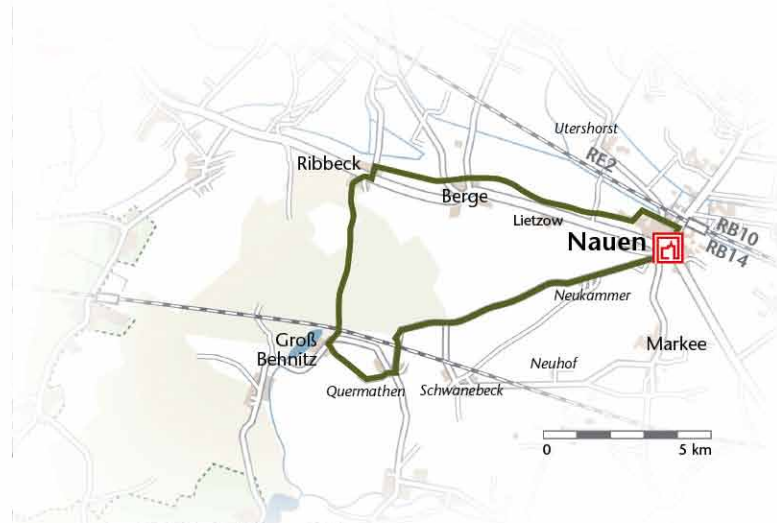 Utershorst
RE2
Ribbeck
Berge
Lietzow
RB10
RB14
Nauen
Neukammer
Groß
Behnitz
Markee
Neuhof
Quermathen
Schwanebeck
0 5 km